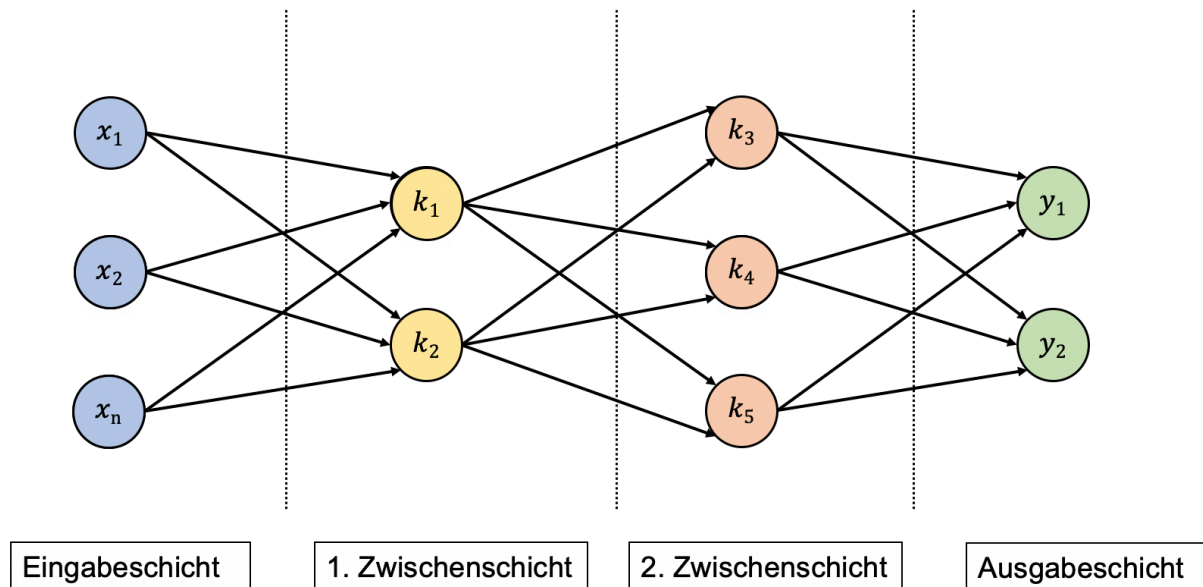 x₁
x₂
xₙ
k₁
k₂
k₃
k₄
k₅
y₁
y₂
Eingabeschicht
1. Zwischenschicht
2. Zwischenschicht
Ausgabeschicht